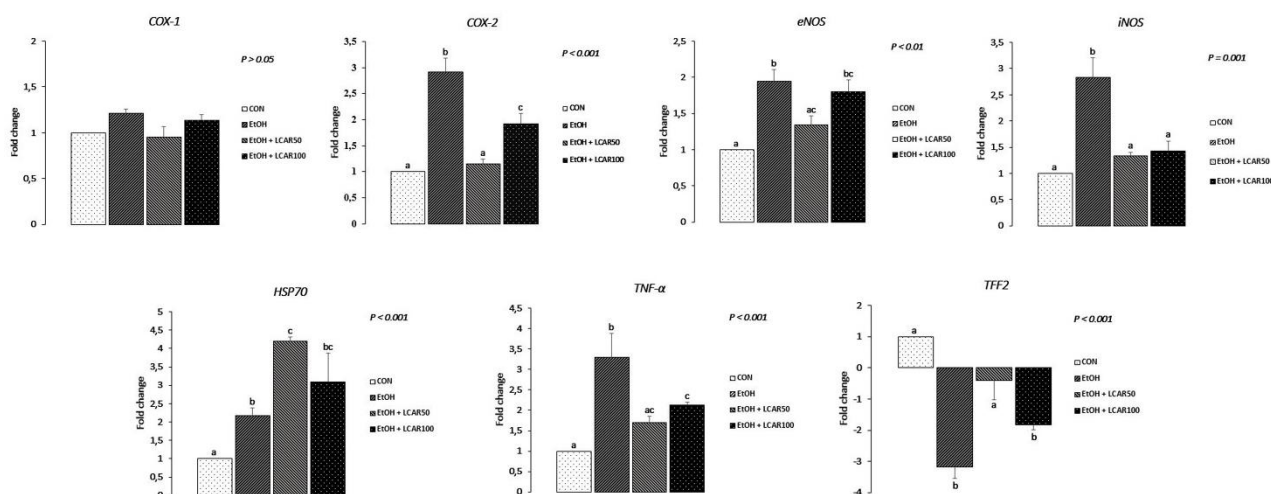 COX-1
2
1,5
1
0,5
0
Fold change
P > 0.05
CON
EtOH
EtOH + LCAR50
EtOH + LCAR100
COX-2
3,5
3
2,5
2
1,5
1
0,5
0
Fold change
a
b
a
c
P < 0.001
CON
EtOH
EtOH + LCAR50
EtOH + LCAR100
eNOS
2,5
2
1,5
1
0,5
0
Fold change
a
b
ac
bc
P < 0.01
CON
EtOH
EtOH + LCAR50
EtOH + LCAR100
iNOS
3,5
3
2,5
2
1,5
1
0,5
0
Fold change
a
b
a
a
P = 0.001
CON
EtOH
EtOH + LCAR50
EtOH + LCAR100
HSP70
5
4,5
4
3,5
3
2,5
2
1,5
1
0,5
0
Fold change
a
b
c
bc
P < 0.001
CON
EtOH
EtOH + LCAR50
EtOH + LCAR100
TNF-α
4,5
4
3,5
3
2,5
2
1,5
1
0,5
0
Fold change
a
b
ac
c
P < 0.001
CON
EtOH
EtOH + LCAR50
EtOH + LCAR100
TFF2
2
1
0
-1
-2
-3
-4
Fold change
a
b
a
b
P < 0.001
CON
EtOH
EtOH + LCAR50
EtOH + LCAR100